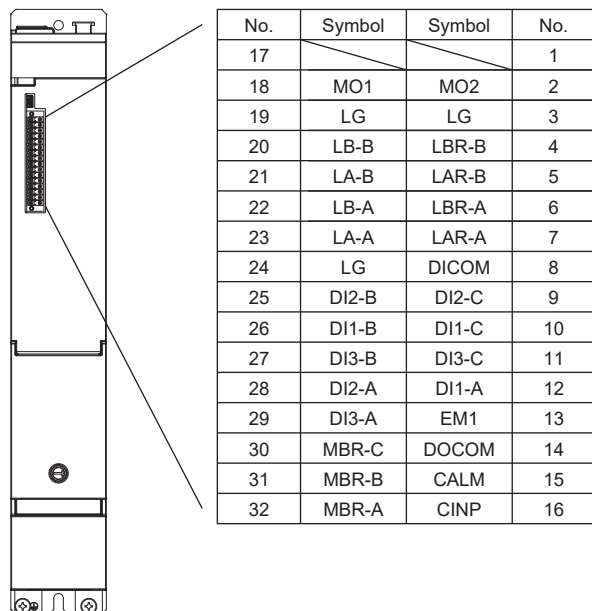 No. Symbol Symbol No.
17 1
18 MO1 MO2 2
19 LG LG 3
20 LB-B LBR-B 4
21 LA-B LAR-B 5
22 LB-A LBR-A 6
23 LA-A LAR-A 7
24 LG DICOM 8
25 DI2-B DI2-C 9
26 DI1-B DI1-C 10
27 DI3-B DI3-C 11
28 DI2-A DI1-A 12
29 DI3-A EM1 13
30 MBR-C DOCOM 14
31 MBR-B CALM 15
32 MBR-A CINP 16